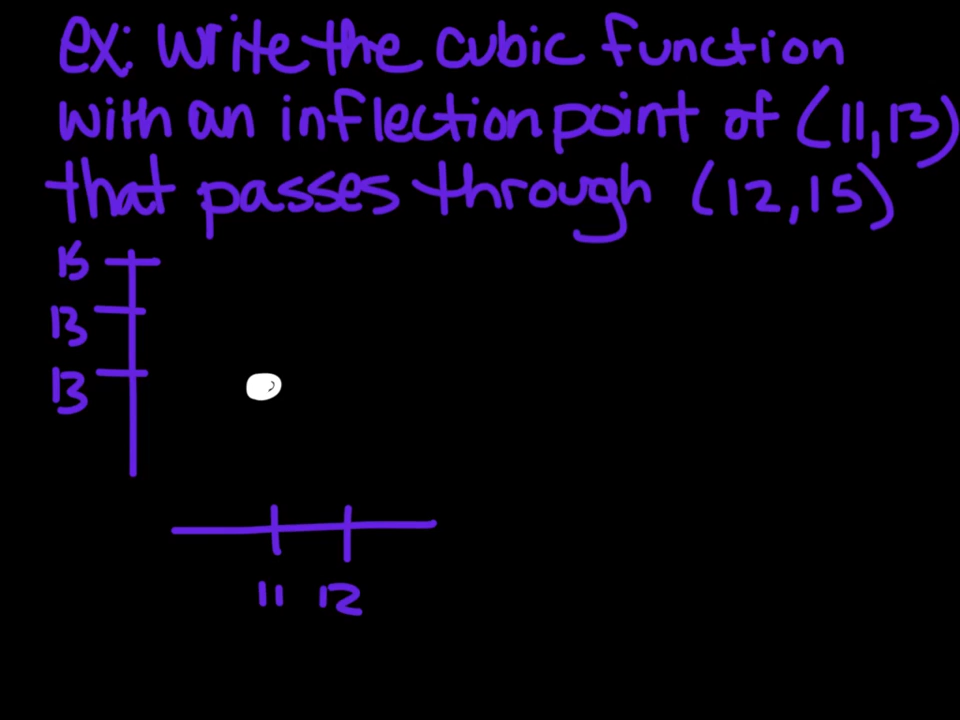 ex: Write the cubic function
with an inflection point of (11,13)
that passes through (12,15)
15
13
13
11 12